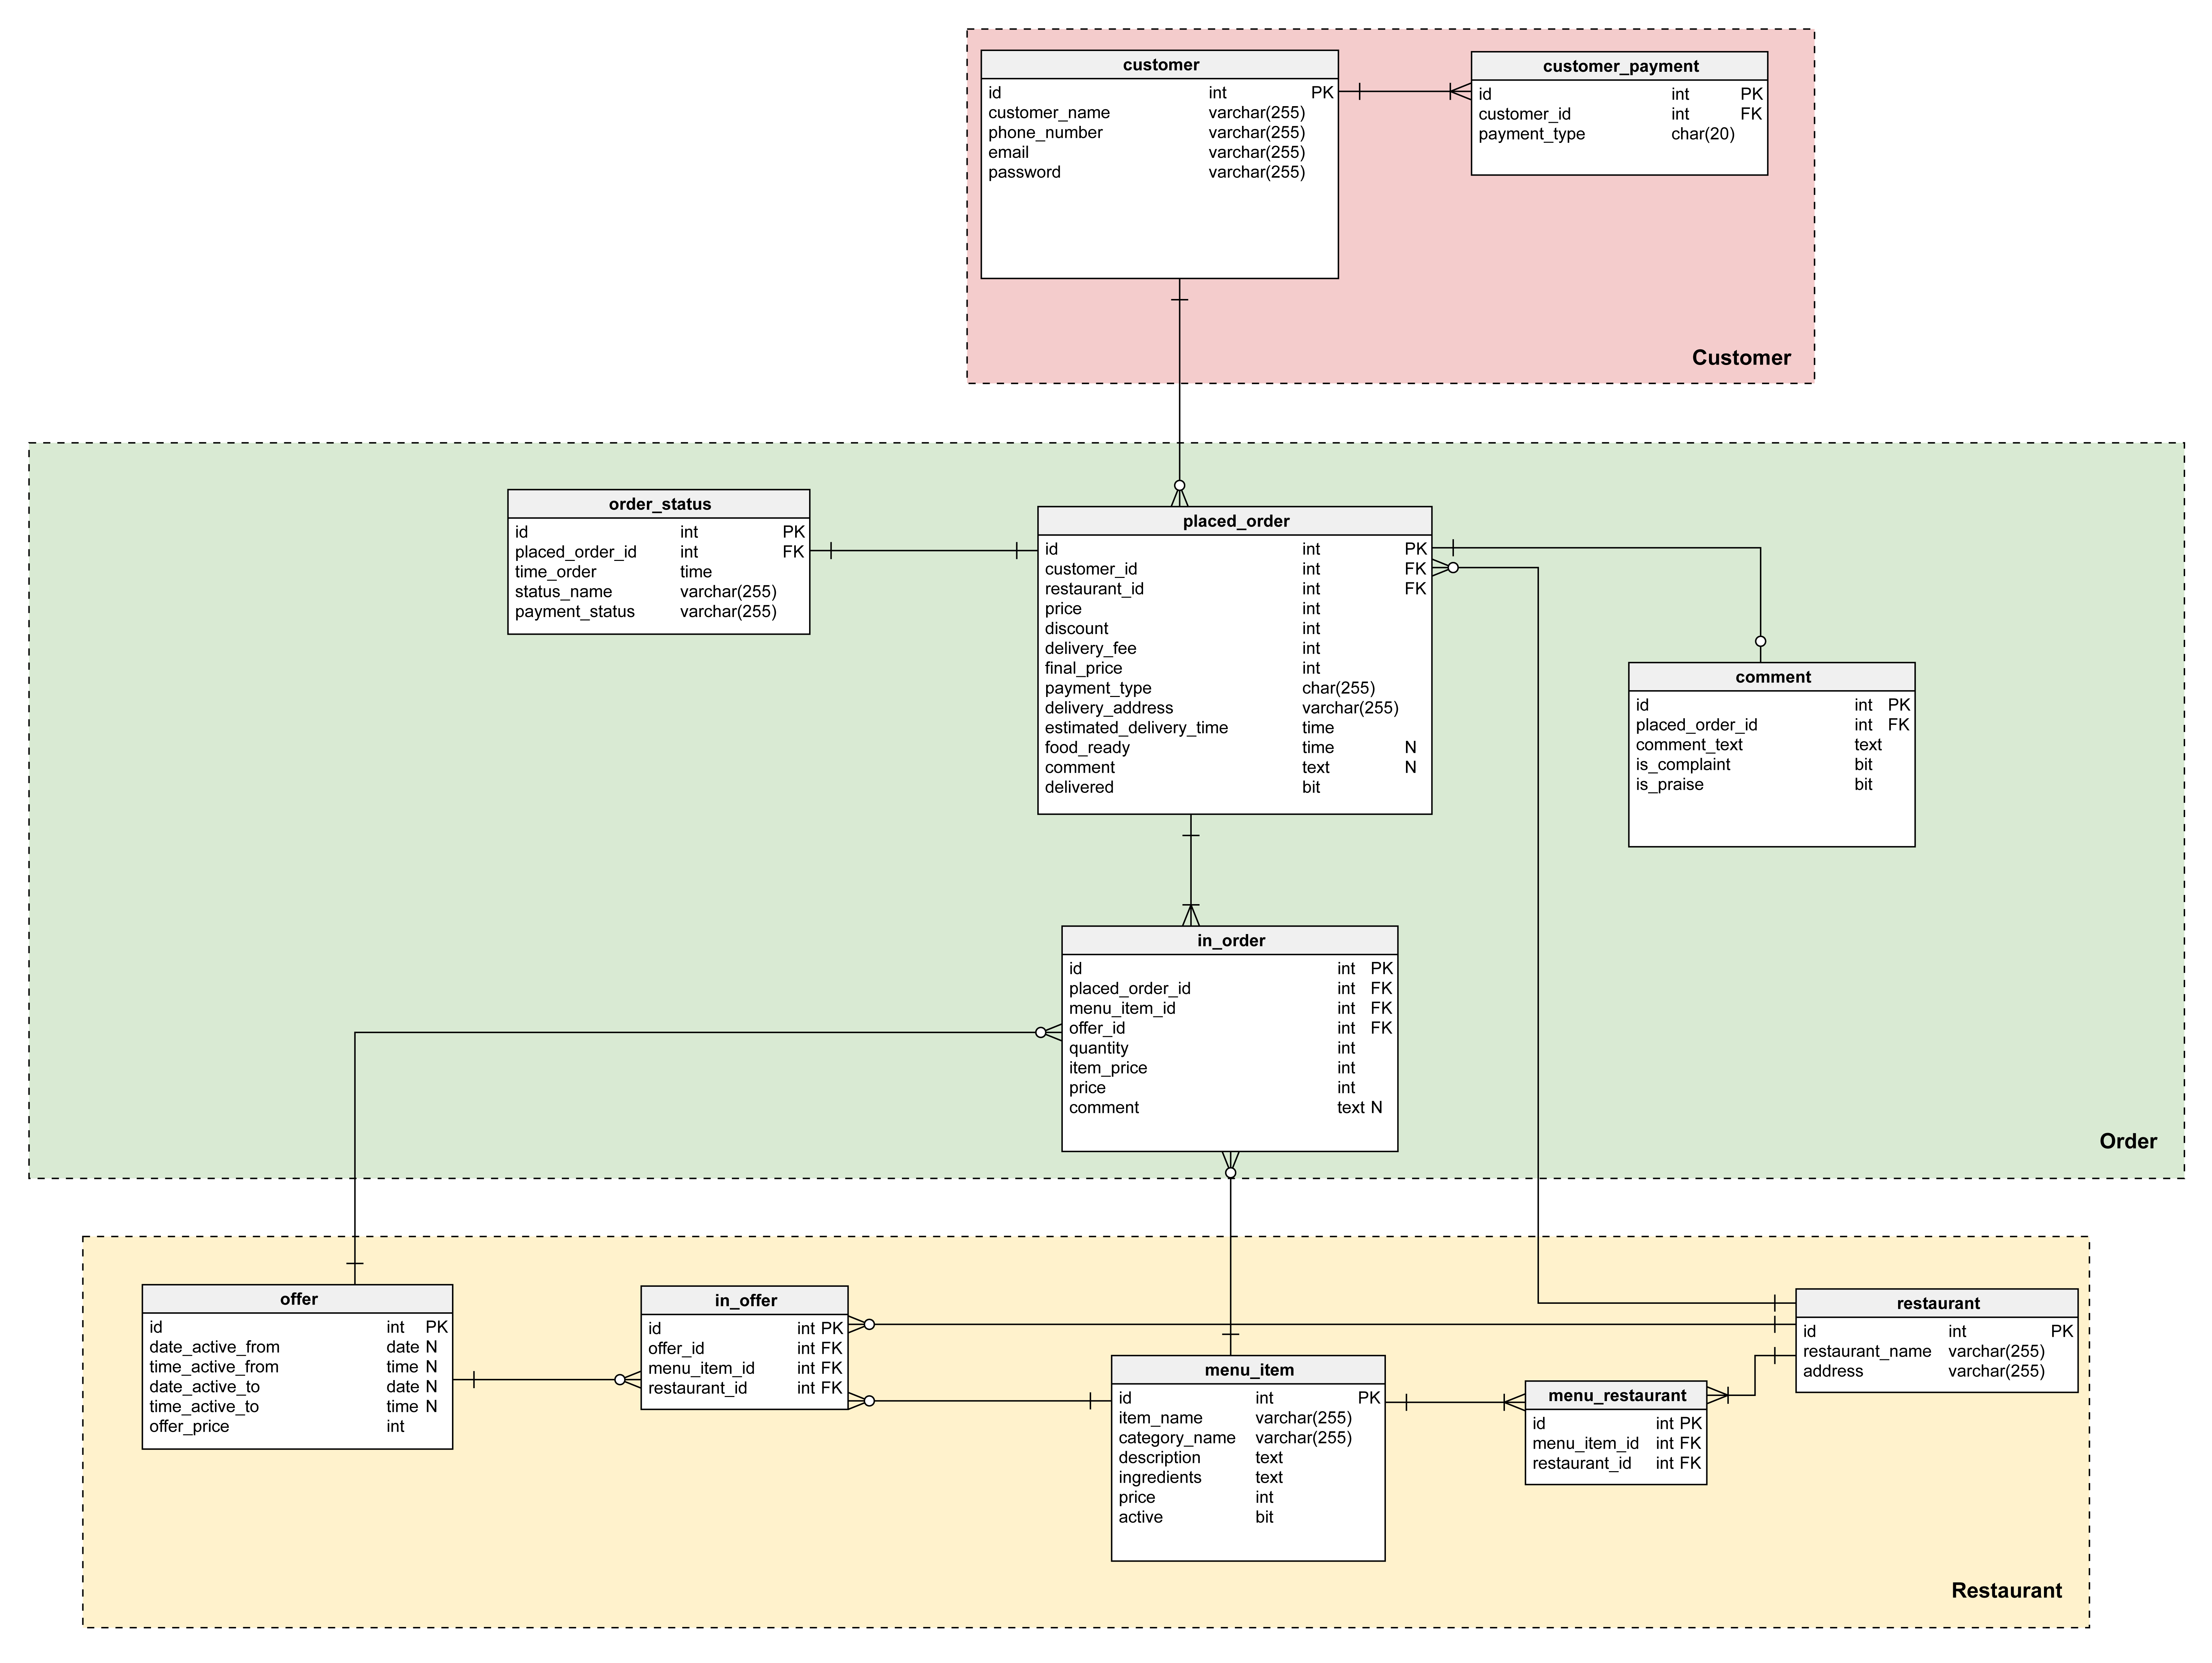 customer
id int PK
customer_name varchar(255)
phone_number varchar(255)
email varchar(255)
password varchar(255)
customer_payment
id int PK
customer_id int FK
payment_type char(20)
Customer
order_status
id int PK
placed_order_id int FK
time_order time
status_name varchar(255)
payment_status varchar(255)
placed_order
id int PK
customer_id int FK
restaurant_id int FK
price int
discount int
delivery_fee int
final_price int
payment_type char(255)
delivery_address varchar(255)
estimated_delivery_time time
food_ready time N
comment text N
delivered bit
comment
id int PK
placed_order_id int FK
comment_text text
is_complaint bit
is_praise bit
in_order
id int PK
placed_order_id int FK
menu_item_id int FK
offer_id int FK
quantity int
item_price int
price int
comment text N
Order
offer
id int PK
date_active_from date N
time_active_from time N
date_active_to date N
time_active_to time N
offer_price int
in_offer
id int PK
offer_id int FK
menu_item_id int FK
restaurant_id int FK
menu_item
id int PK
item_name varchar(255)
category_name varchar(255)
description text
ingredients text
price int
active bit
menu_restaurant
id int PK
menu_item_id int FK
restaurant_id int FK
restaurant
id int PK
restaurant_name varchar(255)
address varchar(255)
Restaurant